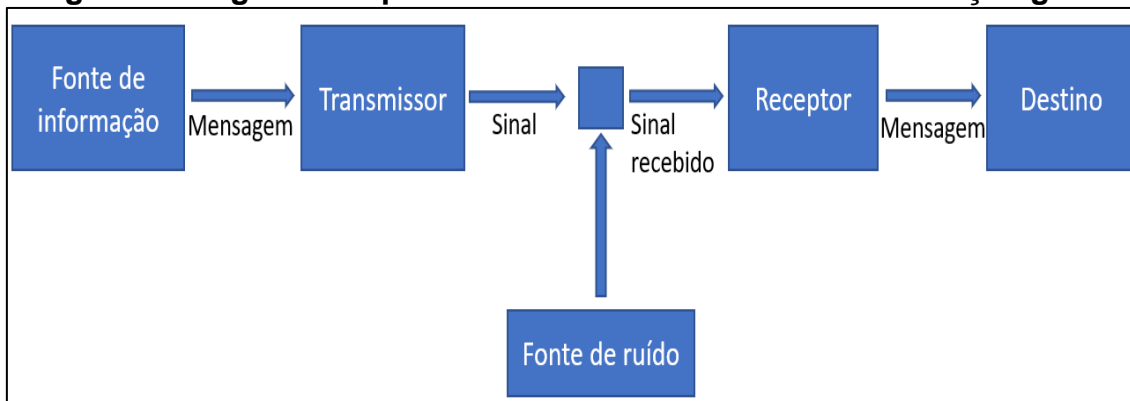 Fonte de
informação
Mensagem
Transmissor
Sinal
Sinal
recebido
Receptor
Mensagem
Destino
Fonte de ruído